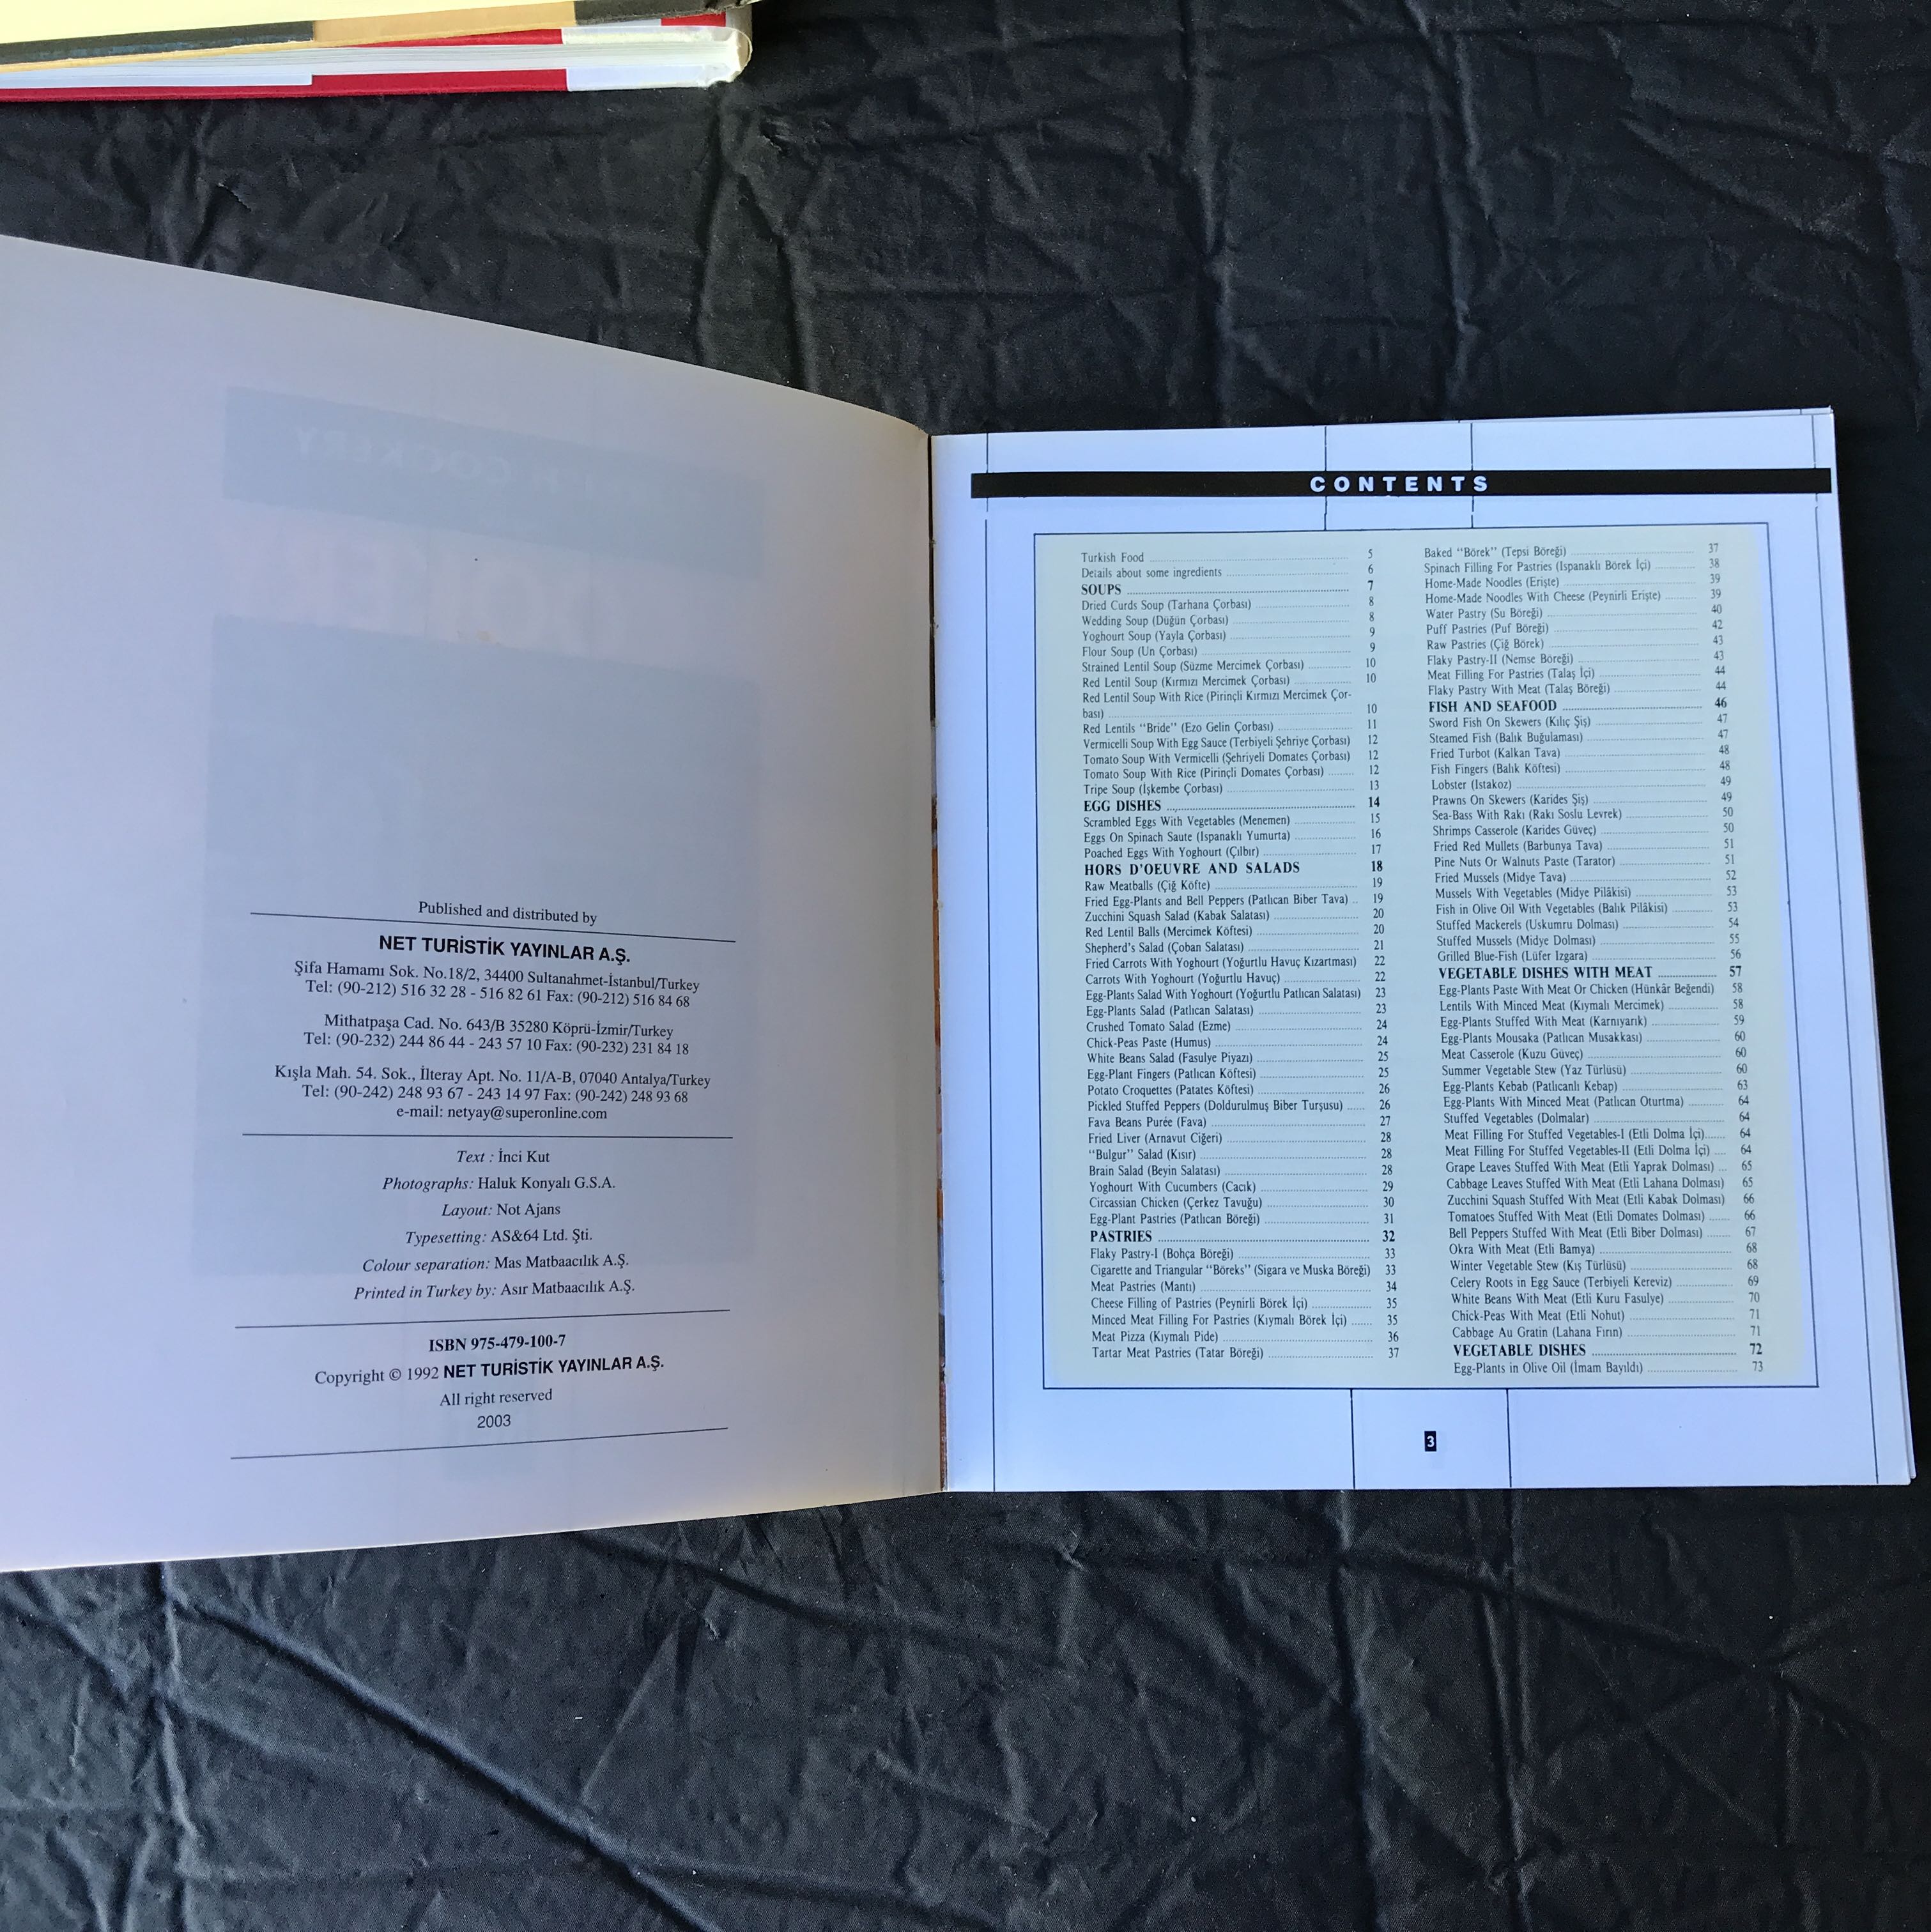 COOKERY
Published and distributed by
NET TURİSTİK YAYINLAR A.Ş.
Şifa Hamamı Sok. No.18/2, 34400 Sultanahmet-İstanbul/Turkey
Tel: (90-212) 516 32 28 - 516 82 61 Fax: (90-212) 516 84 68
Mithatpaşa Cad. No. 643/B 35280 Köprü-İzmir/Turkey
Tel: (90-232) 244 86 44 - 243 57 10 Fax: (90-232) 231 84 18
Kışla Mah. 54. Sok., İlteray Apt. No. 11/A-B, 07040 Antalya/Turkey
Tel: (90-242) 248 93 67 - 243 14 97 Fax: (90-242) 248 93 68
e-mail: netyay@superonline.com
Text : İnci Kut
Photographs: Haluk Konyalı G.S.A.
Layout: Not Ajans
Typesetting: AS&64 Ltd. Şti.
Colour separation: Mas Matbaacılık A.Ş.
Printed in Turkey by: Asır Matbaacılık A.Ş.
ISBN 975-479-100-7
Copyright © 1992 NET TURİSTİK YAYINLAR A.Ş.
All right reserved
2003
CONTENTS
Turkish Food 5
Details about some ingredients 6
SOUPS 7
Dried Curds Soup (Tarhana Çorbası) 8
Wedding Soup (Düğün Çorbası) 8
Yoghourt Soup (Yayla Çorbası) 9
Flour Soup (Un Çorbası) 9
Strained Lentil Soup (Süzme Mercimek Çorbası) 10
Red Lentil Soup (Kırmızı Mercimek Çorbası) 10
Red Lentil Soup With Rice (Pirinçli Kırmızı Mercimek Çor-
bası) 10
Red Lentils "Bride" (Ezo Gelin Çorbası) 11
Vermicelli Soup With Egg Sauce (Terbiyeli Şehriye Çorbası) 12
Tomato Soup With Vermicelli (Şehriyeli Domates Çorbası) 12
Tomato Soup With Rice (Pirinçli Domates Çorbası) 12
Tripe Soup (İşkembe Çorbası) 13
EGG DISHES 14
Scrambled Eggs With Vegetables (Menemen) 15
Eggs On Spinach Saute (Ispanaklı Yumurta) 16
Poached Eggs With Yoghourt (Çılbır) 17
HORS D'OEUVRE AND SALADS 18
Raw Meatballs (Çiğ Köfte) 19
Fried Egg-Plants and Bell Peppers (Patlıcan Biber Tava) 19
Zucchini Squash Salad (Kabak Salatası) 20
Red Lentil Balls (Mercimek Köftesi) 20
Shepherd's Salad (Çoban Salatası) 21
Fried Carrots With Yoghourt (Yoğurtlu Havuç Kızartması) 22
Carrots With Yoghourt (Yoğurtlu Havuç) 22
Egg-Plants Salad With Yoghourt (Yoğurtlu Patlıcan Salatası) 23
Egg-Plants Salad (Patlıcan Salatası) 23
Crushed Tomato Salad (Ezme) 24
Chick-Peas Paste (Humus) 24
White Beans Salad (Fasulye Piyazı) 25
Egg-Plant Fingers (Patlıcan Köftesi) 25
Potato Croquettes (Patates Köftesi) 26
Pickled Stuffed Peppers (Doldurulmuş Biber Turşusu) 26
Fava Beans Purée (Fava) 27
Fried Liver (Arnavut Ciğeri) 28
"Bulgur" Salad (Kısır) 28
Brain Salad (Beyin Salatası) 28
Yoghourt With Cucumbers (Cacık) 29
Circassian Chicken (Çerkez Tavuğu) 30
Egg-Plant Pastries (Patlıcan Böreği) 31
PASTRIES 32
Flaky Pastry-I (Bohça Böreği) 33
Cigarette and Triangular "Böreks" (Sigara ve Muska Böreği) 33
Meat Pastries (Mantı) 34
Cheese Filling of Pastries (Peynirli Börek İçi) 35
Minced Meat Filling For Pastries (Kıymalı Börek İçi) 35
Meat Pizza (Kıymalı Pide) 36
Tartar Meat Pastries (Tatar Böreği) 37
Baked "Börek" (Tepsi Böreği) 37
Spinach Filling For Pastries (Ispanaklı Börek İçi) 38
Home-Made Noodles (Erişte) 39
Home-Made Noodles With Cheese (Peynirli Erişte) 39
Water Pastry (Su Böreği) 40
Puff Pastries (Puf Böreği) 42
Raw Pastries (Çiğ Börek) 43
Flaky Pastry-II (Nemse Böreği) 43
Meat Filling For Pastries (Talaş İçi) 44
Flaky Pastry With Meat (Talaş Böreği) 44
FISH AND SEAFOOD 46
Sword Fish On Skewers (Kılıç Şiş) 47
Steamed Fish (Balık Buğulaması) 47
Fried Turbot (Kalkan Tava) 48
Fish Fingers (Balık Köftesi) 48
Lobster (Istakoz) 49
Prawns On Skewers (Karides Şiş) 49
Sea-Bass With Rakı (Rakı Soslu Levrek) 50
Shrimps Casserole (Karides Güveç) 50
Fried Red Mullets (Barbunya Tava) 51
Pine Nuts Or Walnuts Paste (Tarator) 51
Fried Mussels (Midye Tava) 52
Mussels With Vegetables (Midye Pilâkisi) 53
Fish in Olive Oil With Vegetables (Balık Pilâkisi) 53
Stuffed Mackerels (Uskumru Dolması) 54
Stuffed Mussels (Midye Dolması) 55
Grilled Blue-Fish (Lüfer Izgara) 56
VEGETABLE DISHES WITH MEAT 57
Egg-Plants Paste With Meat Or Chicken (Hünkâr Beğendi) 58
Lentils With Minced Meat (Kıymalı Mercimek) 58
Egg-Plants Stuffed With Meat (Karnıyarık) 59
Egg-Plants Mousaka (Patlıcan Musakkası) 60
Meat Casserole (Kuzu Güveç) 60
Summer Vegetable Stew (Yaz Türlüsü) 60
Egg-Plants Kebab (Patlıcanlı Kebap) 63
Egg-Plants With Minced Meat (Patlıcan Oturtma) 64
Stuffed Vegetables (Dolmalar) 64
Meat Filling For Stuffed Vegetables-I (Etli Dolma İçi) 64
Meat Filling For Stuffed Vegetables-II (Etli Dolma İçi) 64
Grape Leaves Stuffed With Meat (Etli Yaprak Dolması) 65
Cabbage Leaves Stuffed With Meat (Etli Lahana Dolması) 65
Zucchini Squash Stuffed With Meat (Etli Kabak Dolması) 66
Tomatoes Stuffed With Meat (Etli Domates Dolması) 66
Bell Peppers Stuffed With Meat (Etli Biber Dolması) 67
Okra With Meat (Etli Bamya) 68
Winter Vegetable Stew (Kış Türlüsü) 68
Celery Roots in Egg Sauce (Terbiyeli Kereviz) 69
White Beans With Meat (Etli Kuru Fasulye) 70
Chick-Peas With Meat (Etli Nohut) 71
Cabbage Au Gratin (Lahana Fırın) 71
VEGETABLE DISHES 72
Egg-Plants in Olive Oil (İmam Bayıldı) 73
3